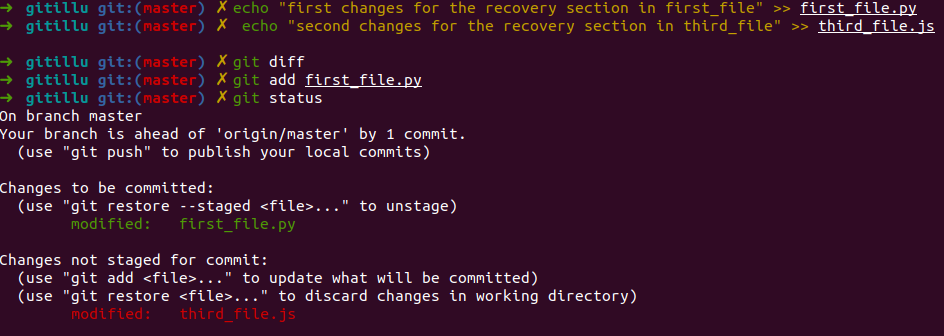 ➜ gitillu git:(master) ✗ echo "first changes for the recovery section in first_file" >> first_file.py
➜ gitillu git:(master) ✗  echo "second changes for the recovery section in third_file" >> third_file.js
➜ gitillu git:(master) ✗ git diff
➜ gitillu git:(master) ✗ git add first_file.py
➜ gitillu git:(master) ✗ git status
On branch master
Your branch is ahead of 'origin/master' by 1 commit.
  (use "git push" to publish your local commits)
Changes to be committed:
  (use "git restore --staged <file>..." to unstage)
        modified:   first_file.py
Changes not staged for commit:
  (use "git add <file>..." to update what will be committed)
  (use "git restore <file>..." to discard changes in working directory)
        modified:   third_file.js